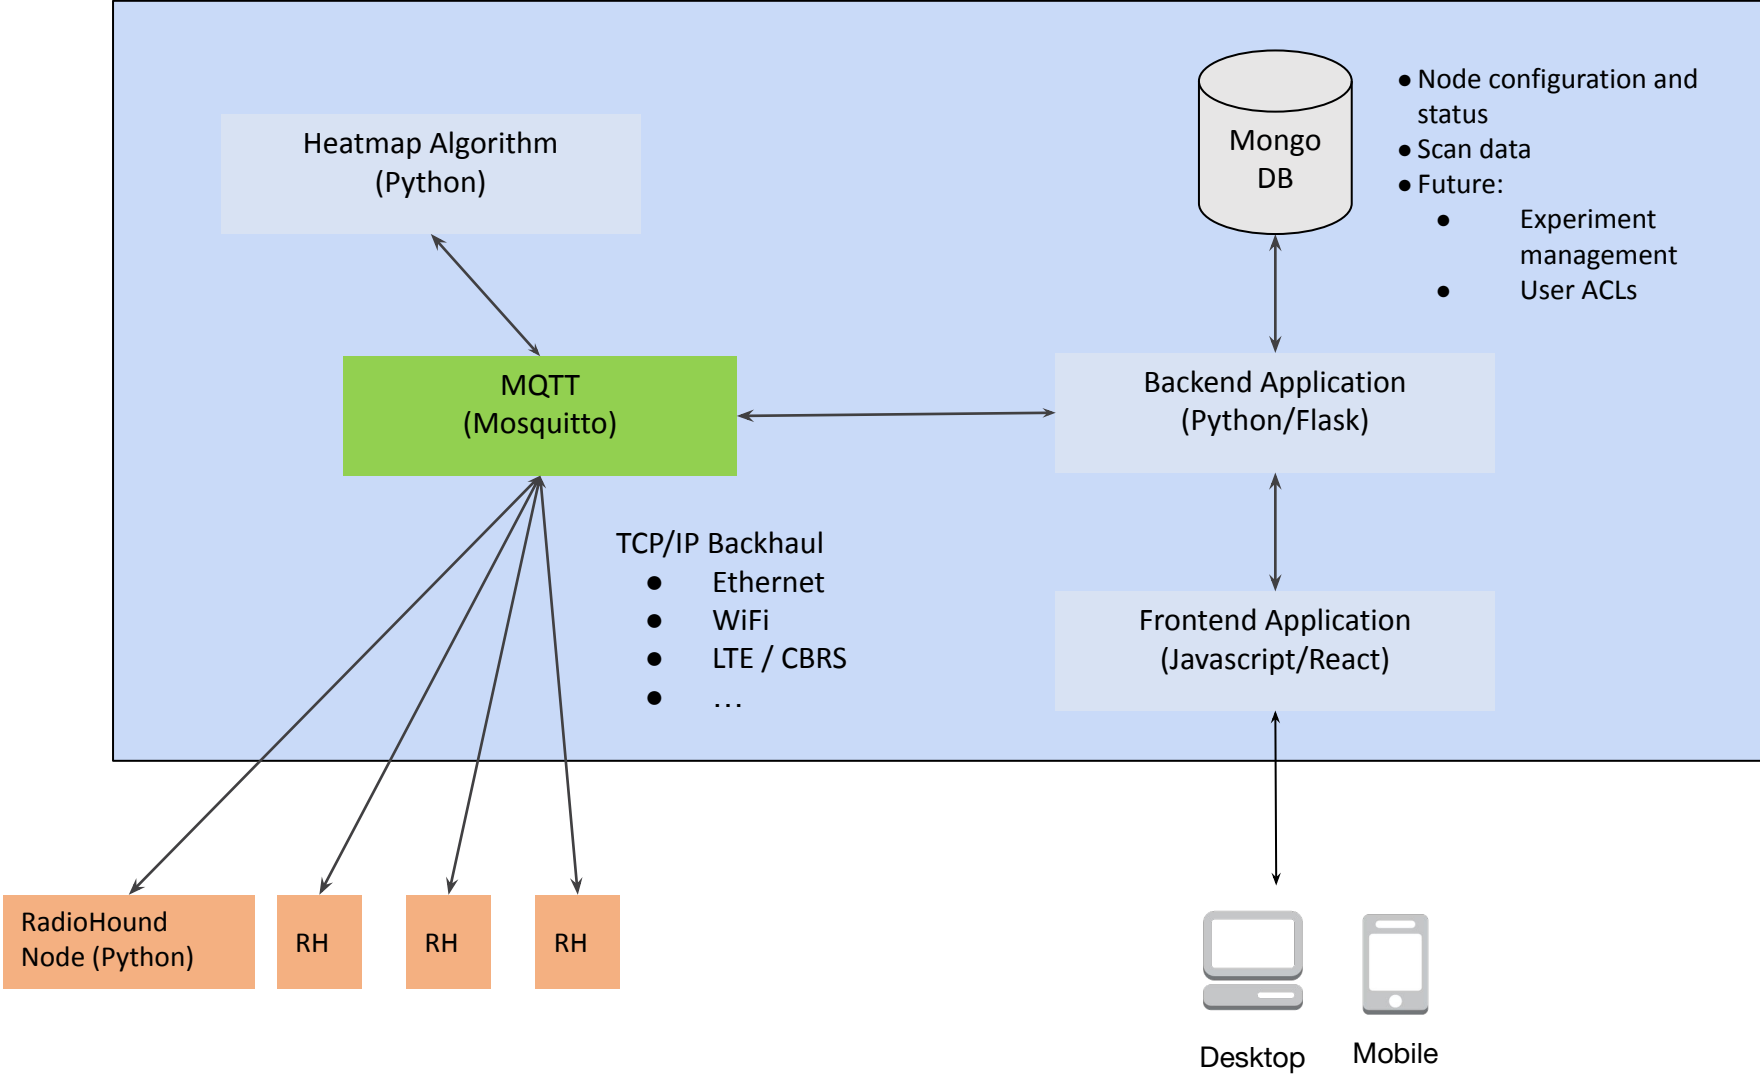 Heatmap Algorithm
(Python)
Mongo
DB
● Node configuration and
status
● Scan data
● Future:
● Experiment
management
● User ACLs
MQTT
(Mosquitto)
Backend Application
(Python/Flask)
TCP/IP Backhaul
● Ethernet
● WiFi
● LTE / CBRS
● …
Frontend Application
(Javascript/React)
RadioHound
Node (Python)
RH
RH
RH
Desktop
Mobile